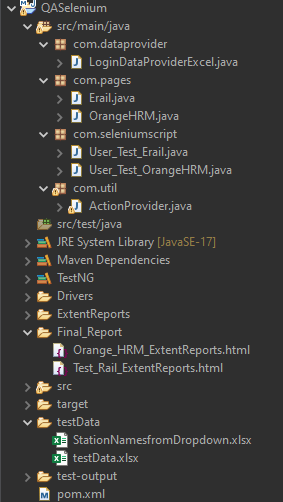 QASelenium
src/main/java
com.dataprovider
LoginDataProviderExcel.java
com.pages
Erail.java
OrangeHRM.java
com.seleniumscript
User_Test_Erail.java
User_Test_OrangeHRM.java
com.util
ActionProvider.java
src/test/java
JRE System Library [JavaSE-17]
Maven Dependencies
TestNG
Drivers
ExtentReports
Final_Report
Orange_HRM_ExtentReports.html
Test_Rail_ExtentReports.html
src
target
testData
StationNamesfromDropdown.xlsx
testData.xlsx
test-output
pom.xml